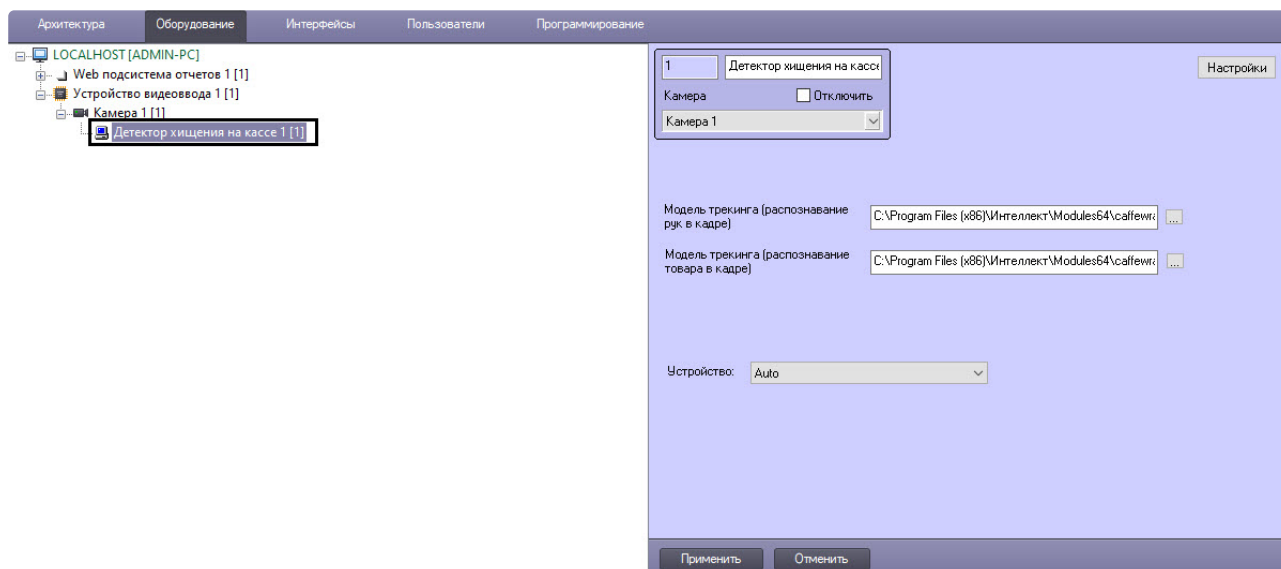 Архитектура Оборудование Интерфейсы Пользователи Программирование
LOCALHOST [ADMIN-PC]
Web подсистема отчетов 1 [1]
Устройство видеоввода 1 [1]
Камера 1 [1]
Детектор хищения на кассе 1 [1]
1 Детектор хищения на кассе
Настройки
Камера Отключить
Камера 1
Модель трекинга (распознавание
рук в кадре)
C:\Program Files (x86)\Интеллект\Modules64\caffewra
...
Модель трекинга (распознавание
товара в кадре)
C:\Program Files (x86)\Интеллект\Modules64\caffewra
...
Устройство: Auto
Применить Отменить